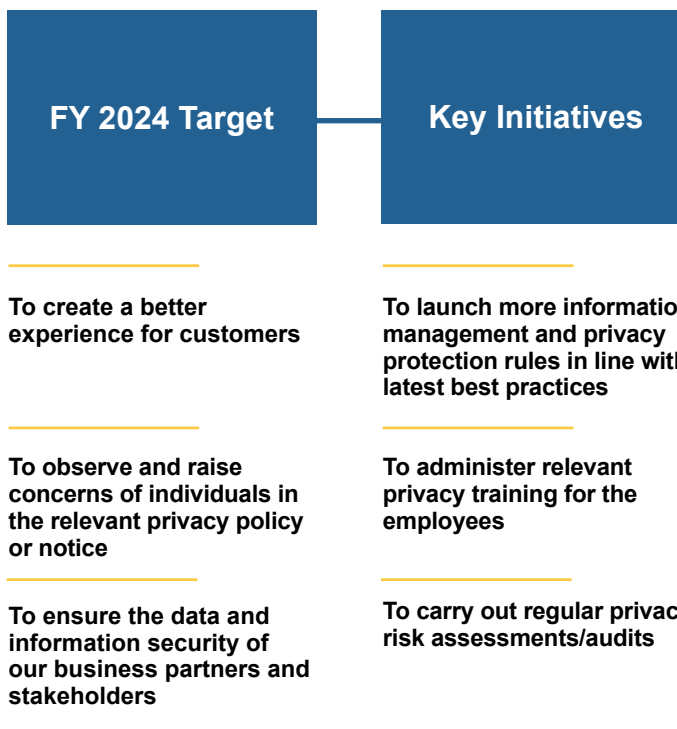 FY 2024 Target
Key Initiatives
To create a better
experience for customers
To observe and raise
concerns of individuals in
the relevant privacy policy
or notice
To ensure the data and
information security of
our business partners and
stakeholders
To launch more informatio
management and privacy
protection rules in line with
latest best practices
To administer relevant
privacy training for the
employees
To carry out regular privac
risk assessments/audits